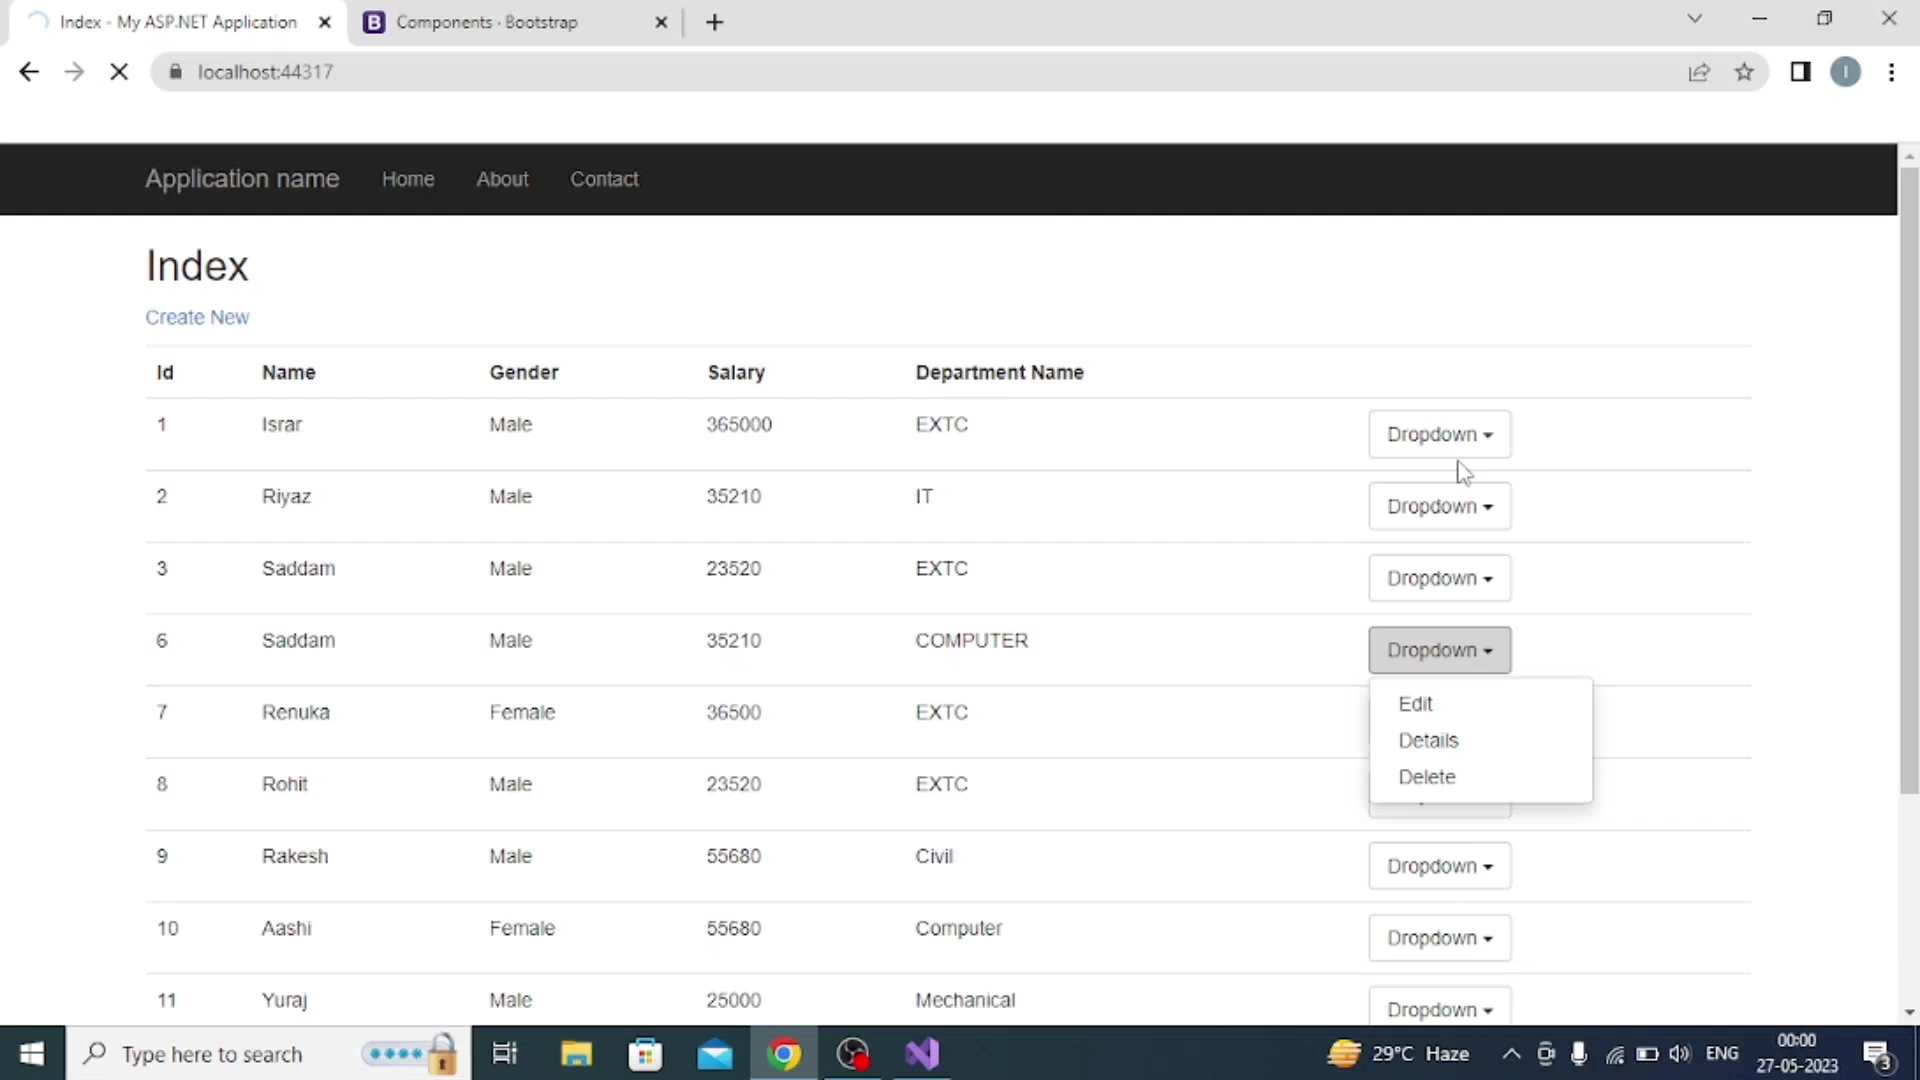 Index - My ASP.NET Application
B Components · Bootstrap
localhost:44317
I
Application name Home About Contact
Index
Create New
Id Name Gender Salary Department Name
1 Israr Male 365000 EXTC Dropdown
2 Riyaz Male 35210 IT Dropdown
3 Saddam Male 23520 EXTC Dropdown
6 Saddam Male 35210 COMPUTER Dropdown
Edit
7 Renuka Female 36500 EXTC
Details
Delete
8 Rohit Male 23520 EXTC
9 Rakesh Male 55680 Civil Dropdown
10 Aashi Female 55680 Computer Dropdown
11 Yuraj Male 25000 Mechanical Dropdown
Type here to search
29°C Haze
ENG
00:00
27-05-2023
3